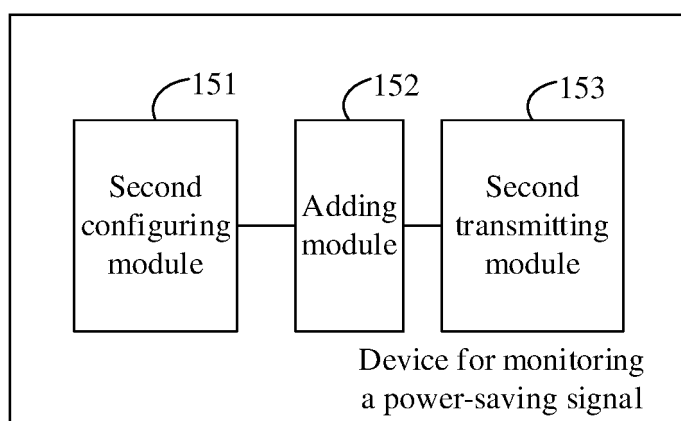 151
152
153
Second
configuring
module
Adding
module
Second
transmitting
module
Device for monitoring
a power-saving signal